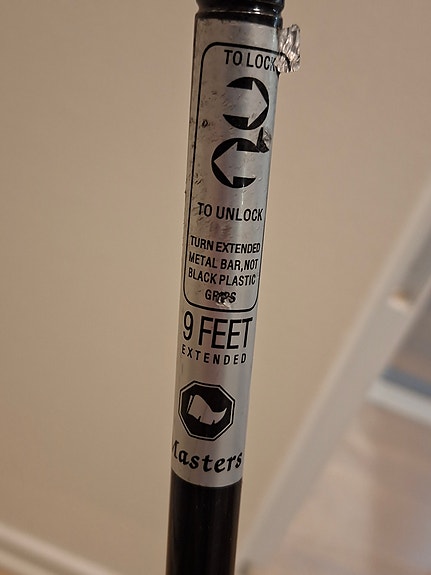 TO LOCK
TO UNLOCK
TURN EXTENDED
METAL BAR, NOT
BLACK PLASTIC
GRIPS
9 FEET
EXTENDED
Masters